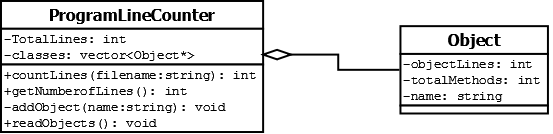 ProgramLineCounter
-TotalLines: int
-classes: vector<Object*>
+countLines(filename:string): int
+getNumberofLines(): int
-addObject(name:string): void
+readObjects(): void
Object
-objectLines: int
-totalMethods: int
-name: string